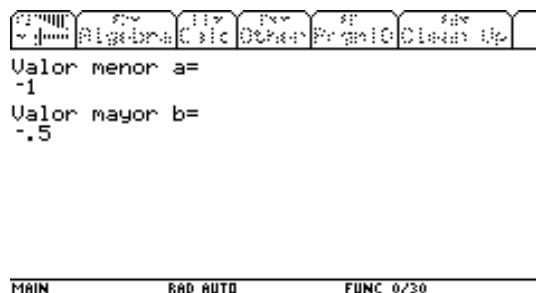 Algebra Calc Other PrgmIO Clean Up
Valor menor a=
-1
Valor mayor b=
-.5
MAIN RAD AUTO FUNC 0/30